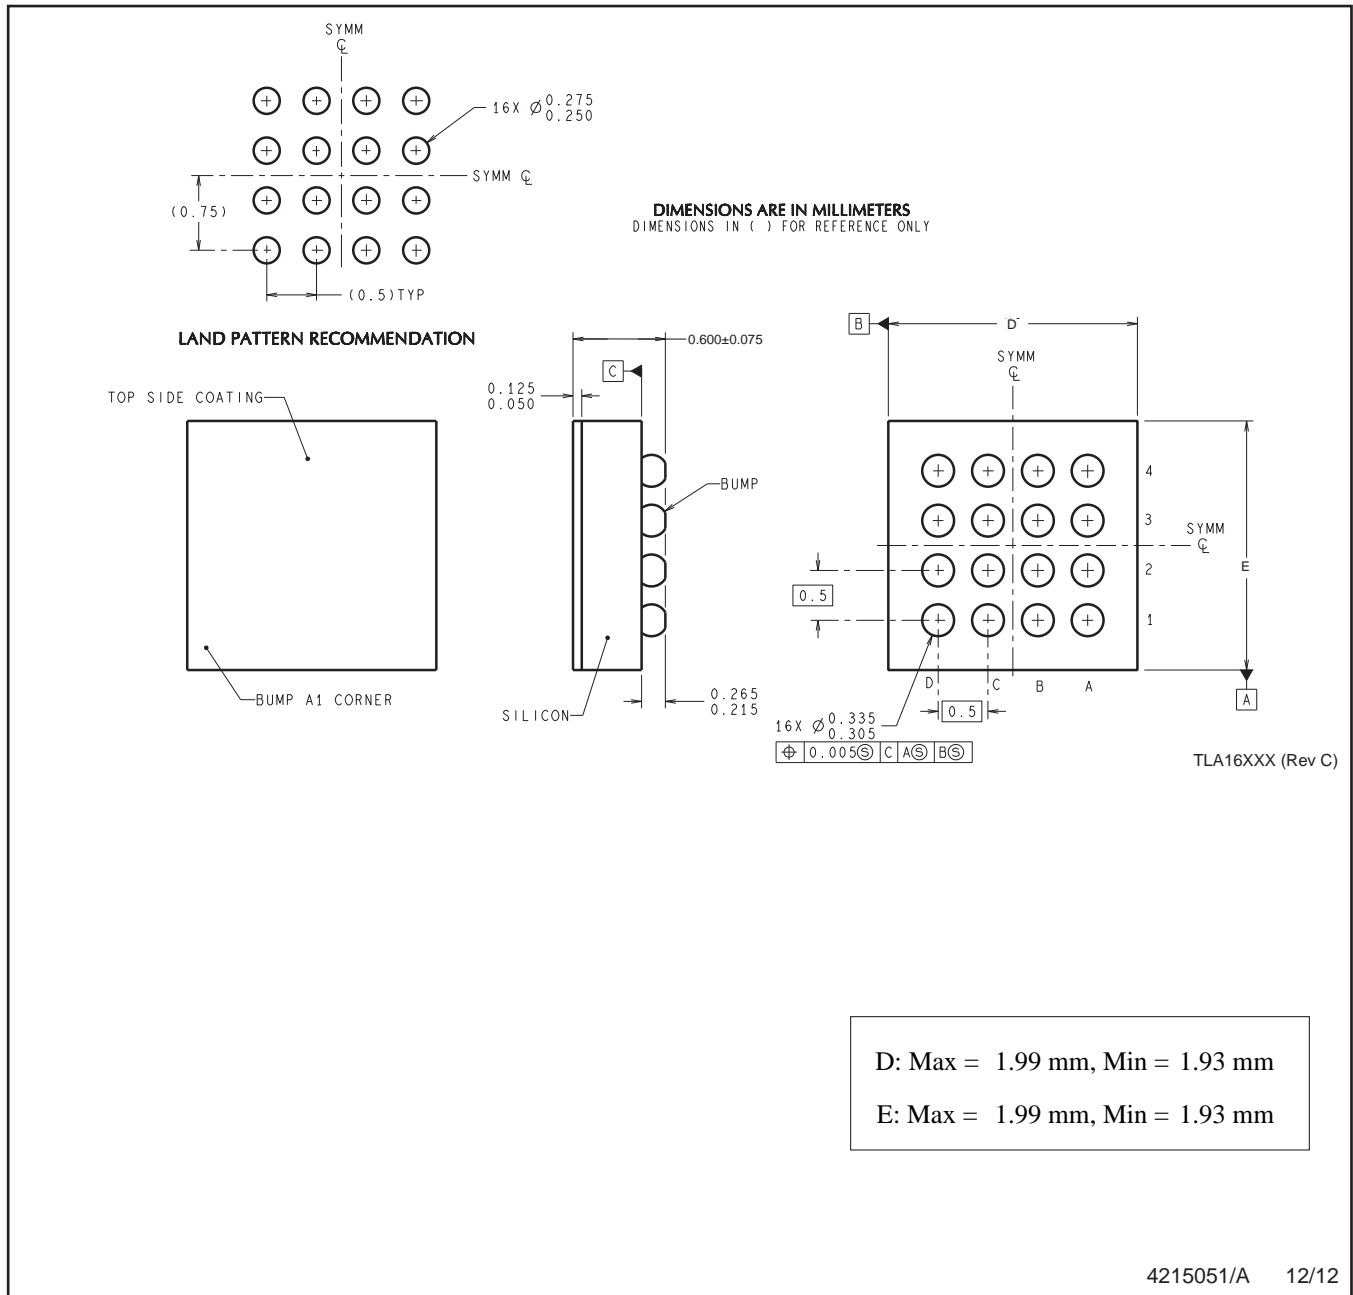 SYMM
℄
16X Ø 0.275
0.250
SYMM ℄
(0.75)
(0.5)TYP
DIMENSIONS ARE IN MILLIMETERS
DIMENSIONS IN ( ) FOR REFERENCE ONLY
LAND PATTERN RECOMMENDATION
TOP SIDE COATING
BUMP A1 CORNER
0.600±0.075
C
0.125
0.050
BUMP
SILICON
0.265
0.215
B
D
SYMM
℄
4
3
SYMM
℄
2
E
0.5
1
D C B A
0.5
A
16X Ø 0.335
0.305
⌖ 0.005Ⓢ C AⓈ BⓈ
TLA16XXX (Rev C)
D: Max = 1.99 mm, Min = 1.93 mm
E: Max = 1.99 mm, Min = 1.93 mm
4215051/A 12/12